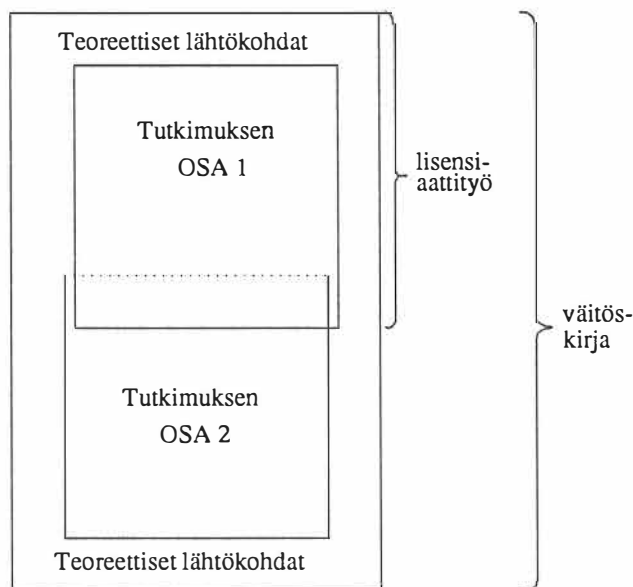 Teoreettiset lähtökohdat
Tutkimuksen
OSA 1
lisensi-
aattityö
väitös-
kirja
Tutkimuksen
OSA 2
Teoreettiset lähtökohdat